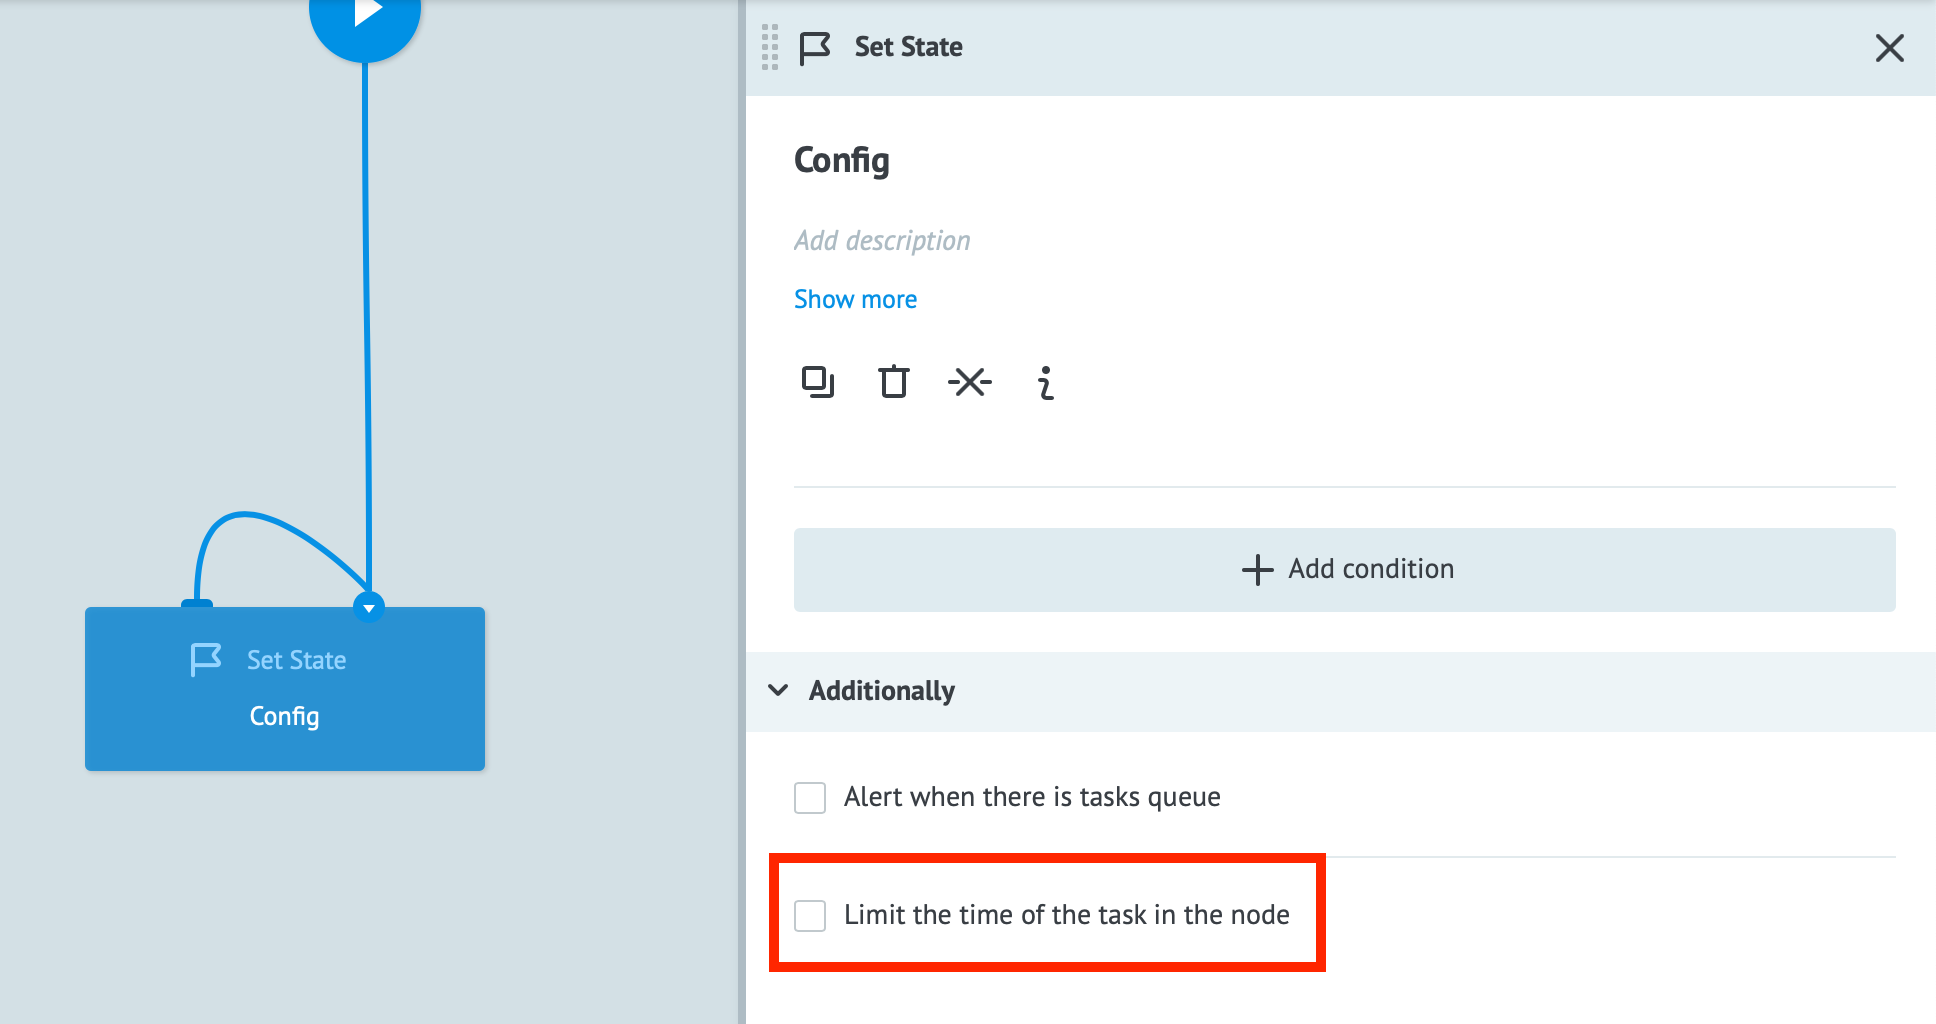 Set State
Config
Set State
Config
Add description
Show more
Add condition
Additionally
Alert when there is tasks queue
Limit the time of the task in the node